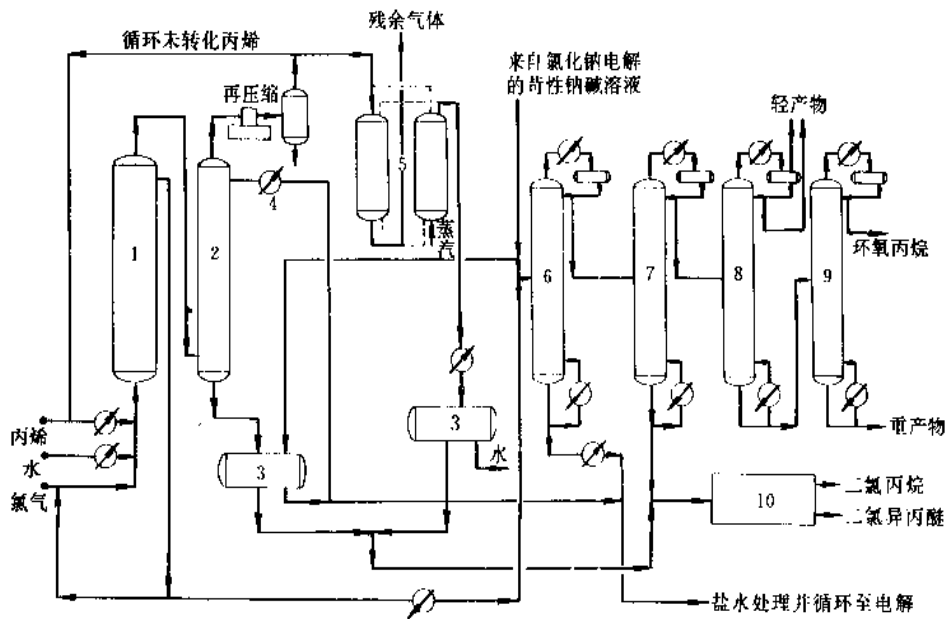 残余气体
循环未转化丙烯
来自氯化钠电解
的苛性钠碱溶液
再压缩
轻产物
5
4
蒸汽
1
2
6
7
8
9
环氧丙烷
3
3
丙烯
水
氯气
水
重产物
10
二氯丙烷
二氯异丙醚
盐水处理并循环至电解